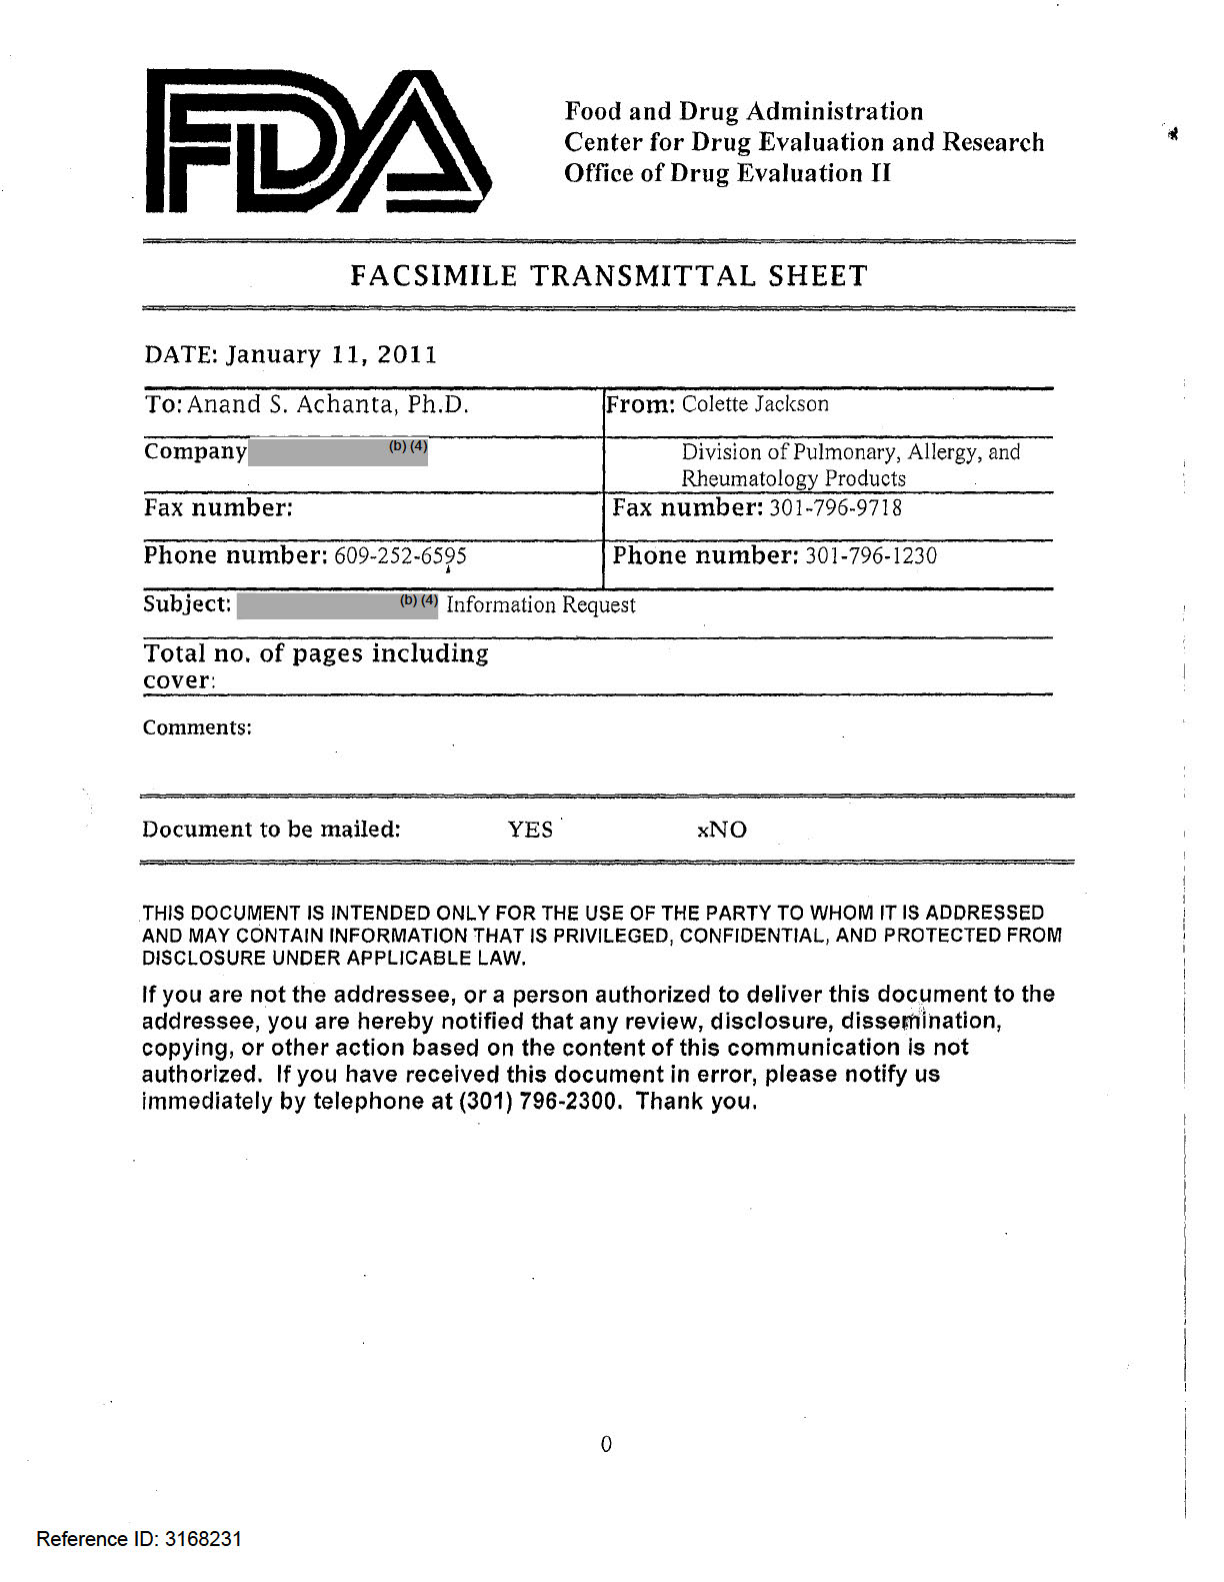 FDA
Food and Drug Administration
Center for Drug Evaluation and Research
Office of Drug Evaluation II
FACSIMILE TRANSMITTAL SHEET
DATE: January 11, 2011
To: Anand S. Achanta, Ph.D.
From: Colette Jackson
Company (b) (4)
Division of Pulmonary, Allergy, and
Rheumatology Products
Fax number:
Fax number: 301-796-9718
Phone number: 609-252-6595
Phone number: 301-796-1230
Subject: (b) (4) Information Request
Total no. of pages including
cover:
Comments:
Document to be mailed: YES xNO
THIS DOCUMENT IS INTENDED ONLY FOR THE USE OF THE PARTY TO WHOM IT IS ADDRESSED
AND MAY CONTAIN INFORMATION THAT IS PRIVILEGED, CONFIDENTIAL, AND PROTECTED FROM
DISCLOSURE UNDER APPLICABLE LAW.
If you are not the addressee, or a person authorized to deliver this document to the
addressee, you are hereby notified that any review, disclosure, dissemination,
copying, or other action based on the content of this communication is not
authorized. If you have received this document in error, please notify us
immediately by telephone at (301) 796-2300. Thank you.
0
Reference ID: 3168231